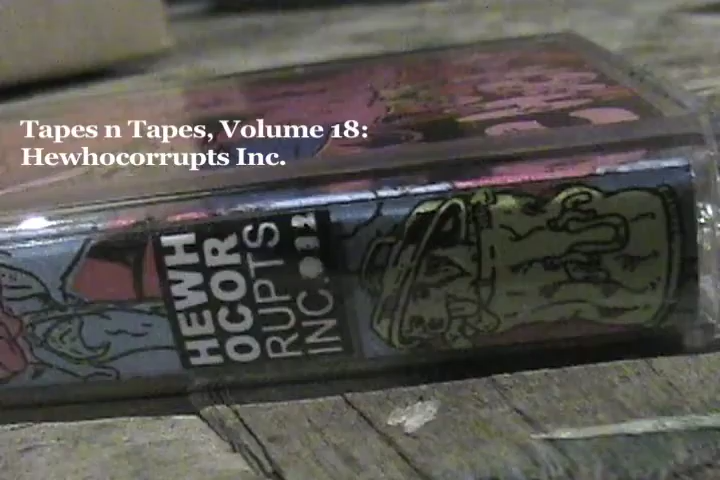 Tapes n Tapes, Volume 18:
Hewhocorrupts Inc.
HEWH
OCOR
RUPTS
INC.